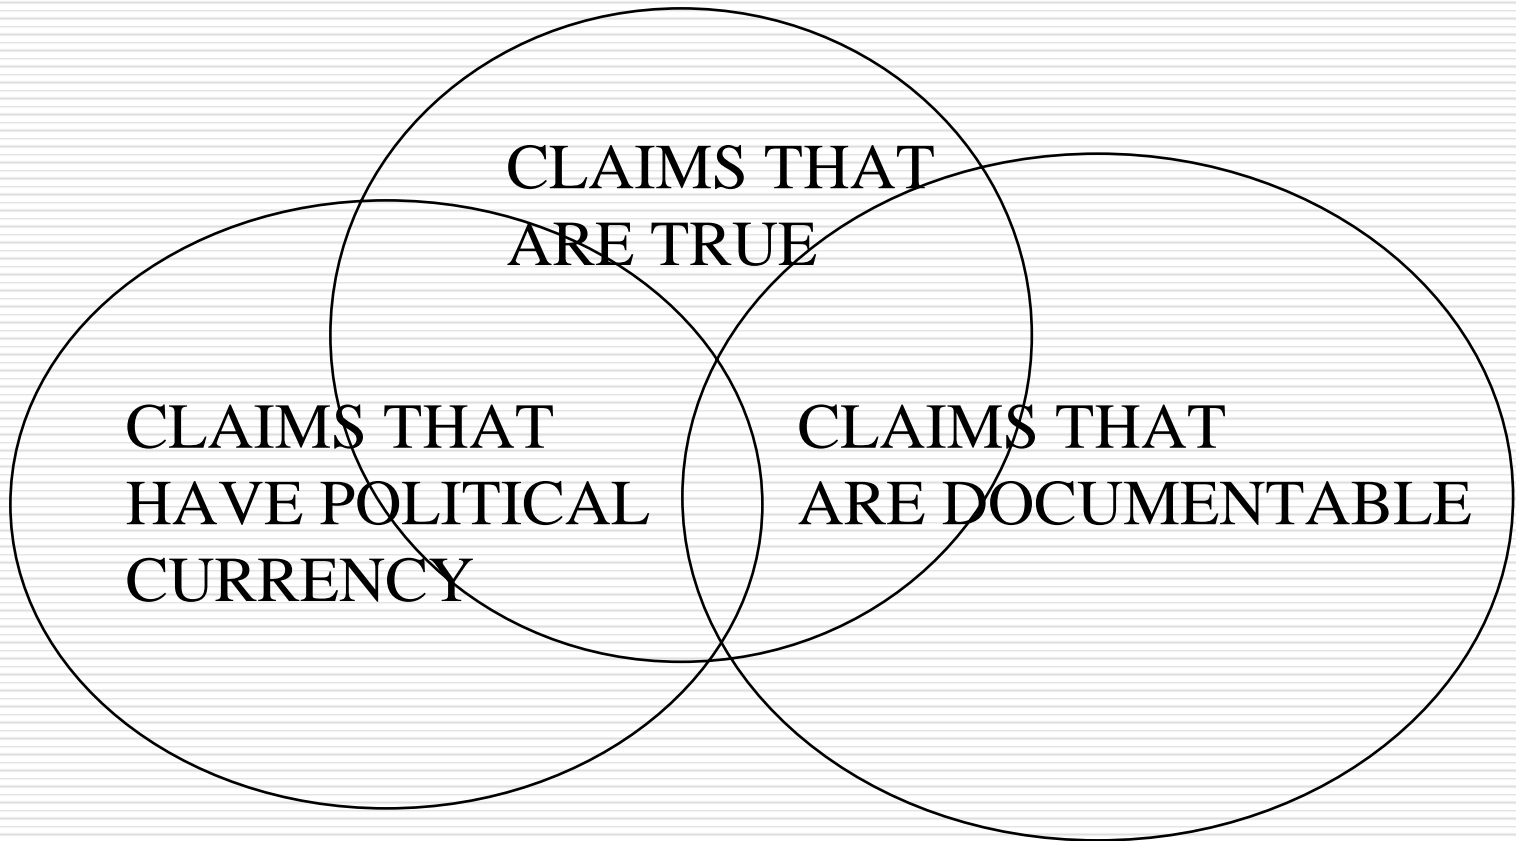 CLAIMS THAT
ARE TRUE
CLAIMS THAT
HAVE POLITICAL
CURRENCY
CLAIMS THAT
ARE DOCUMENTABLE